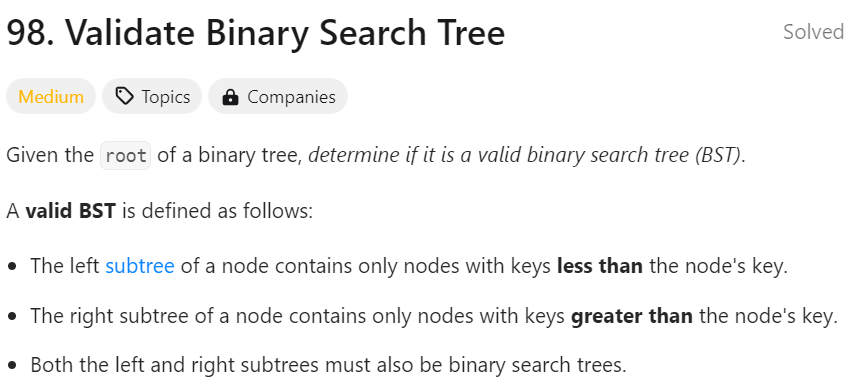 98. Validate Binary Search Tree
Solved
Medium Topics Companies
Given the root of a binary tree, determine if it is a valid binary search tree (BST).
A valid BST is defined as follows:
• The left subtree of a node contains only nodes with keys less than the node's key.
• The right subtree of a node contains only nodes with keys greater than the node's key.
• Both the left and right subtrees must also be binary search trees.